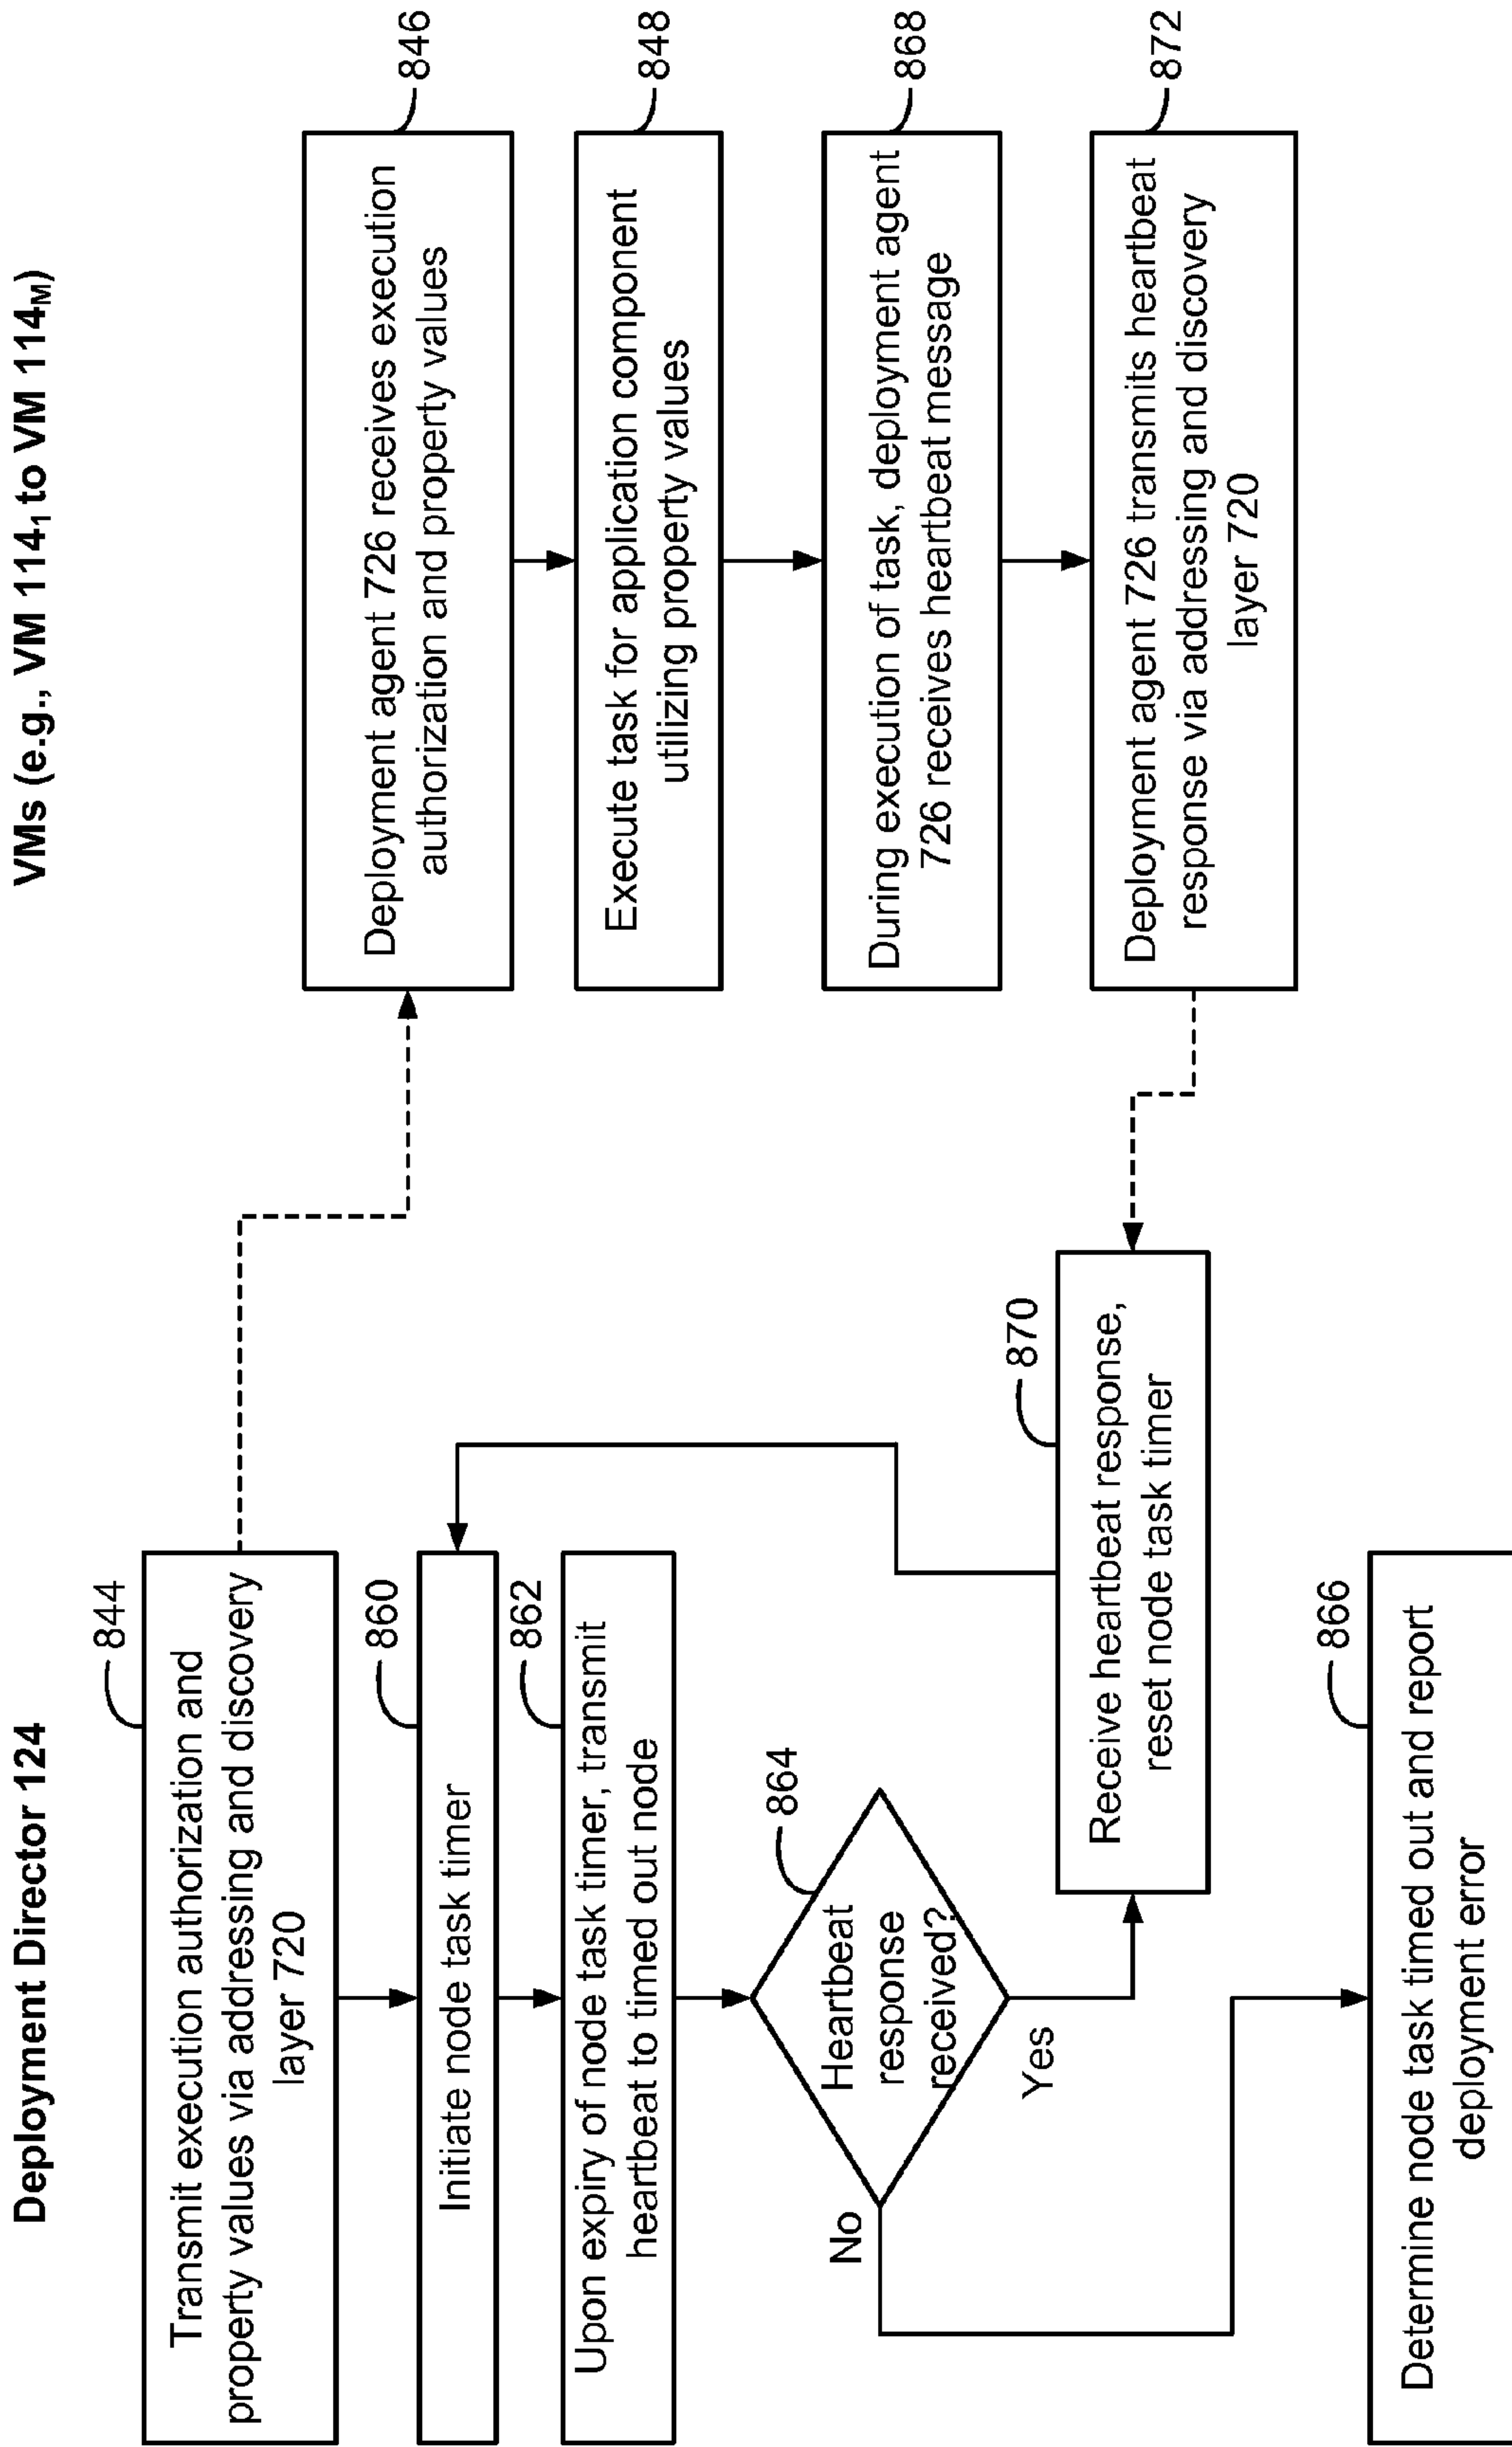 Deployment Director 124
844
Transmit execution authorization and
property values via addressing and discovery
layer 720
860
Initiate node task timer
862
Upon expiry of node task timer, transmit
heartbeat to timed out node
864
Heartbeat
response
received?
No
Yes
870
Receive heartbeat response,
reset node task timer
866
Determine node task timed out and report
deployment error
VMs (e.g., VM 114₁ to VM 114M)
846
Deployment agent 726 receives execution
authorization and property values
848
Execute task for application component
utilizing property values
868
During execution of task, deployment agent
726 receives heartbeat message
872
Deployment agent 726 transmits heartbeat
response via addressing and discovery
layer 720